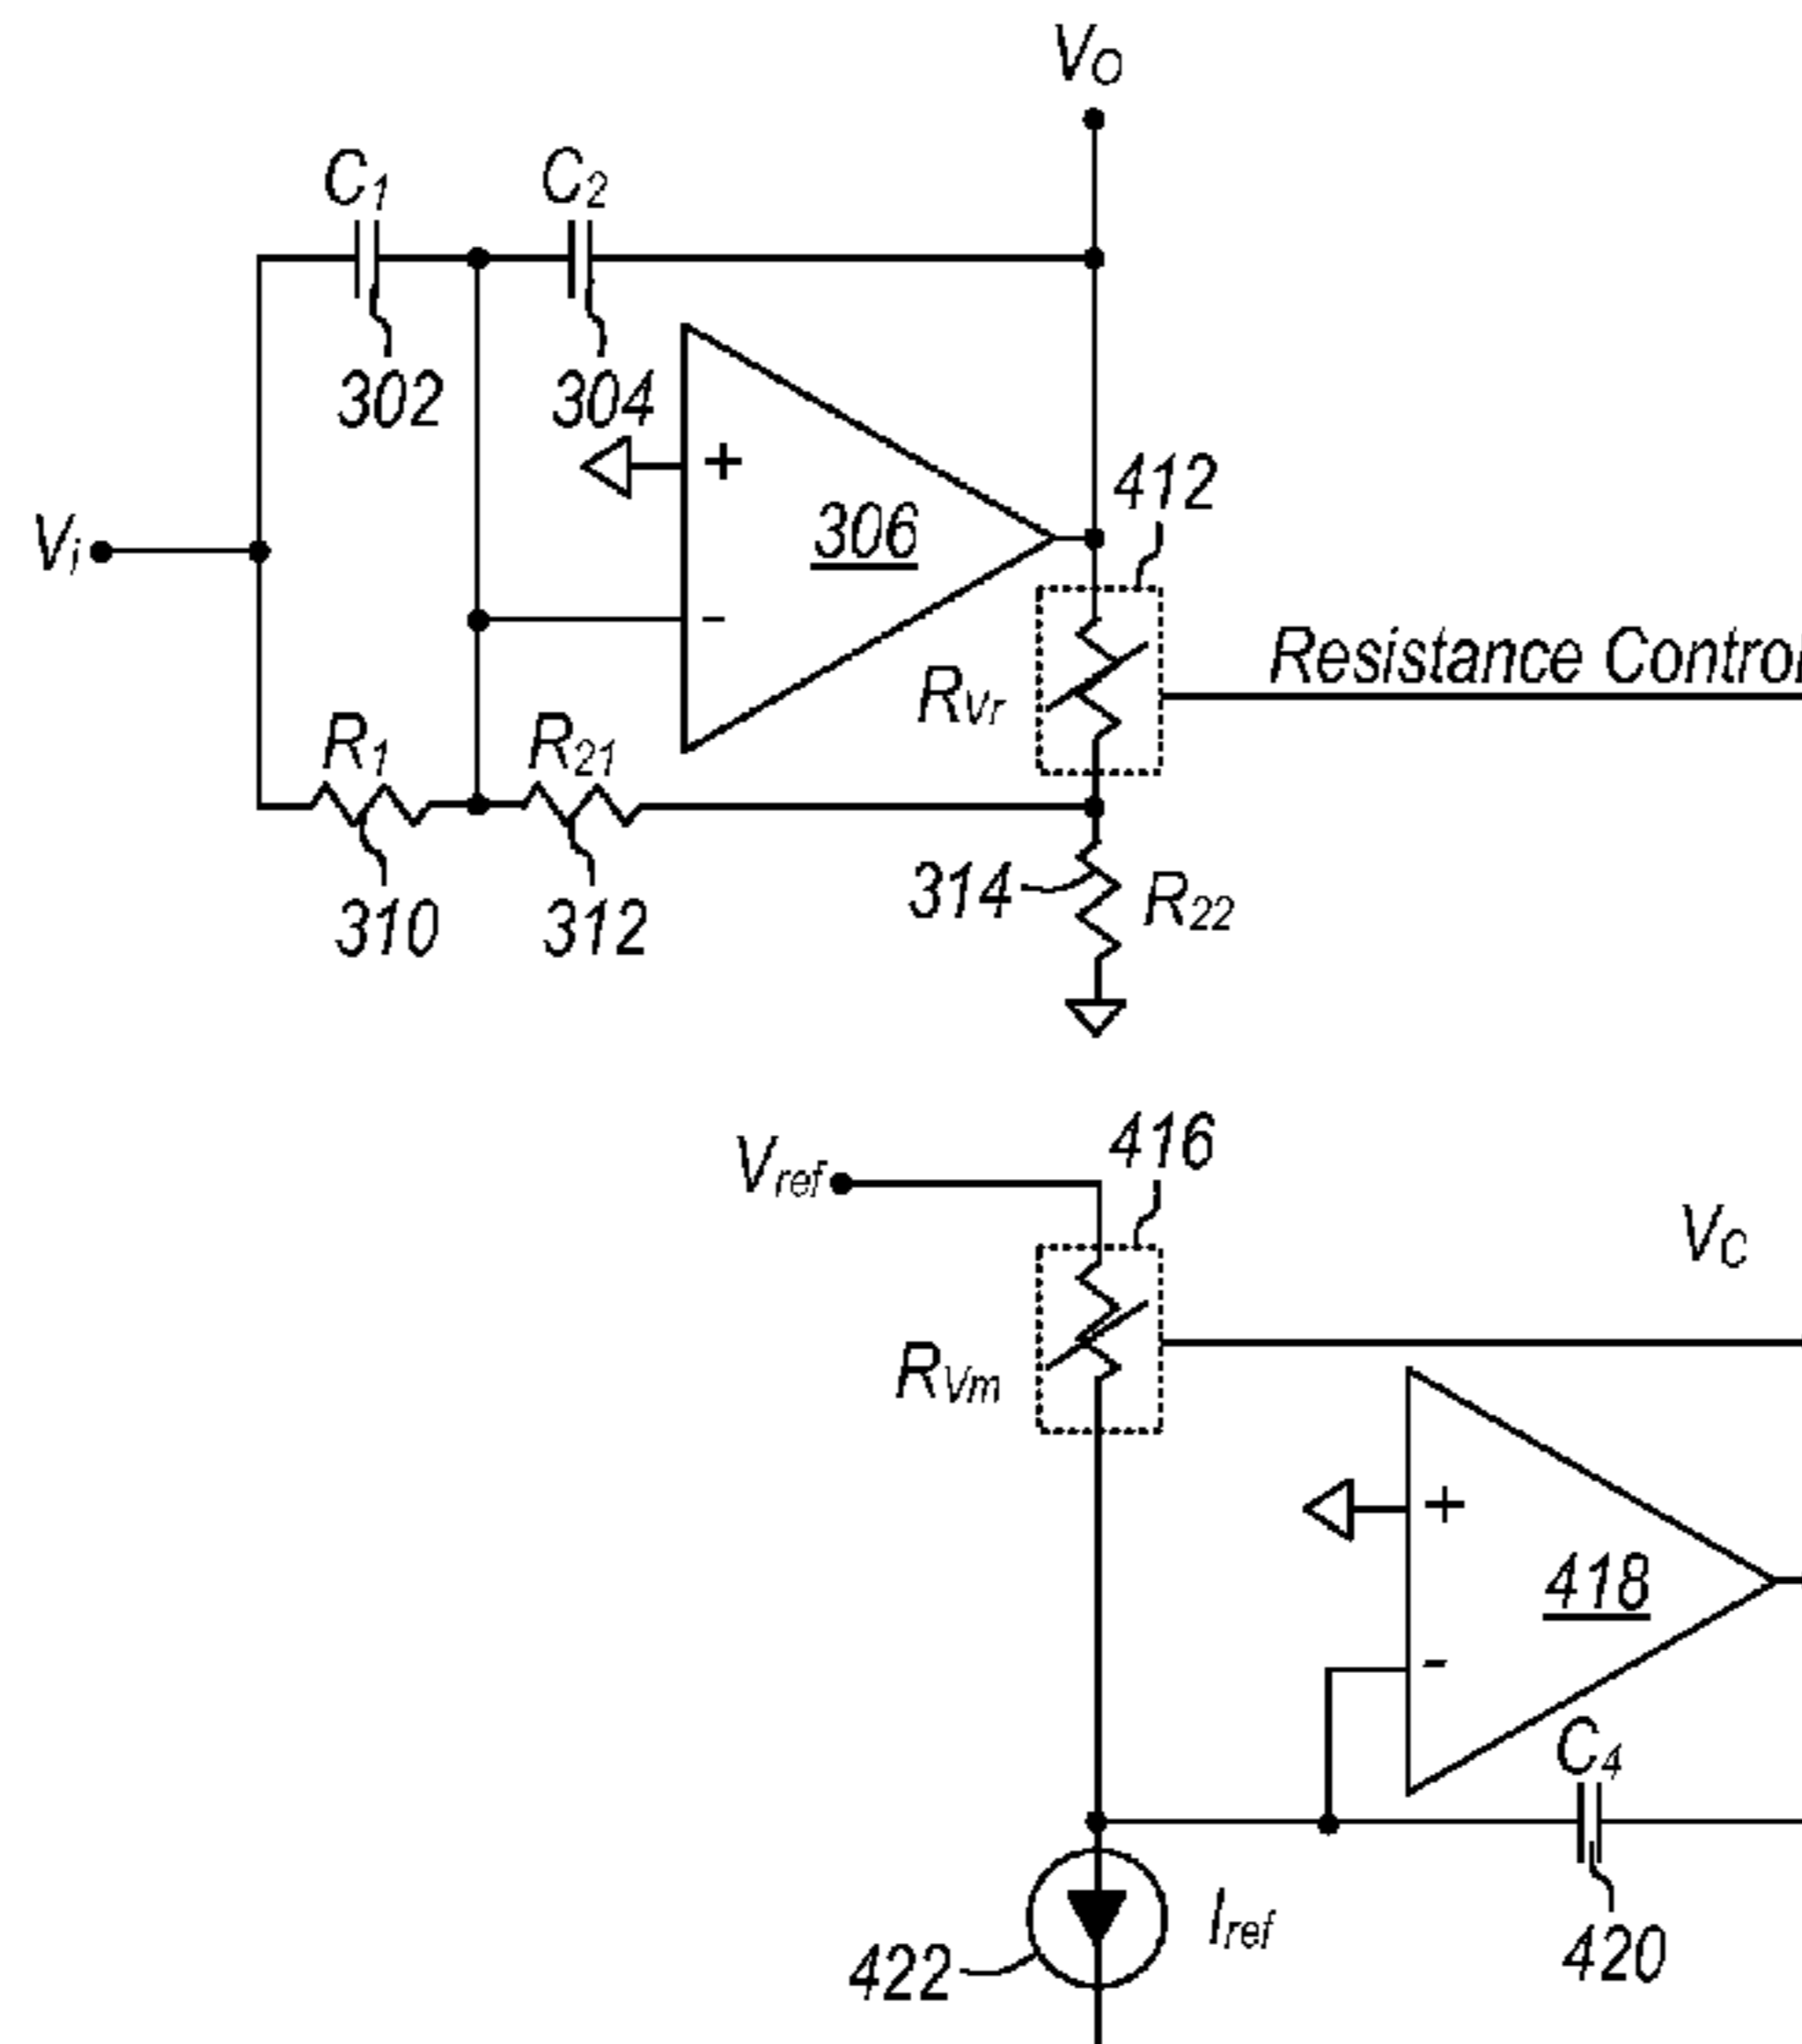 VO
C1 C2
302 304
+
412
306
Vi
-
Resistance Control
RVr
R1 R21
314
R22
310 312
Vref
416
VC
RVm
+
418
-
C4
Iref
422
420